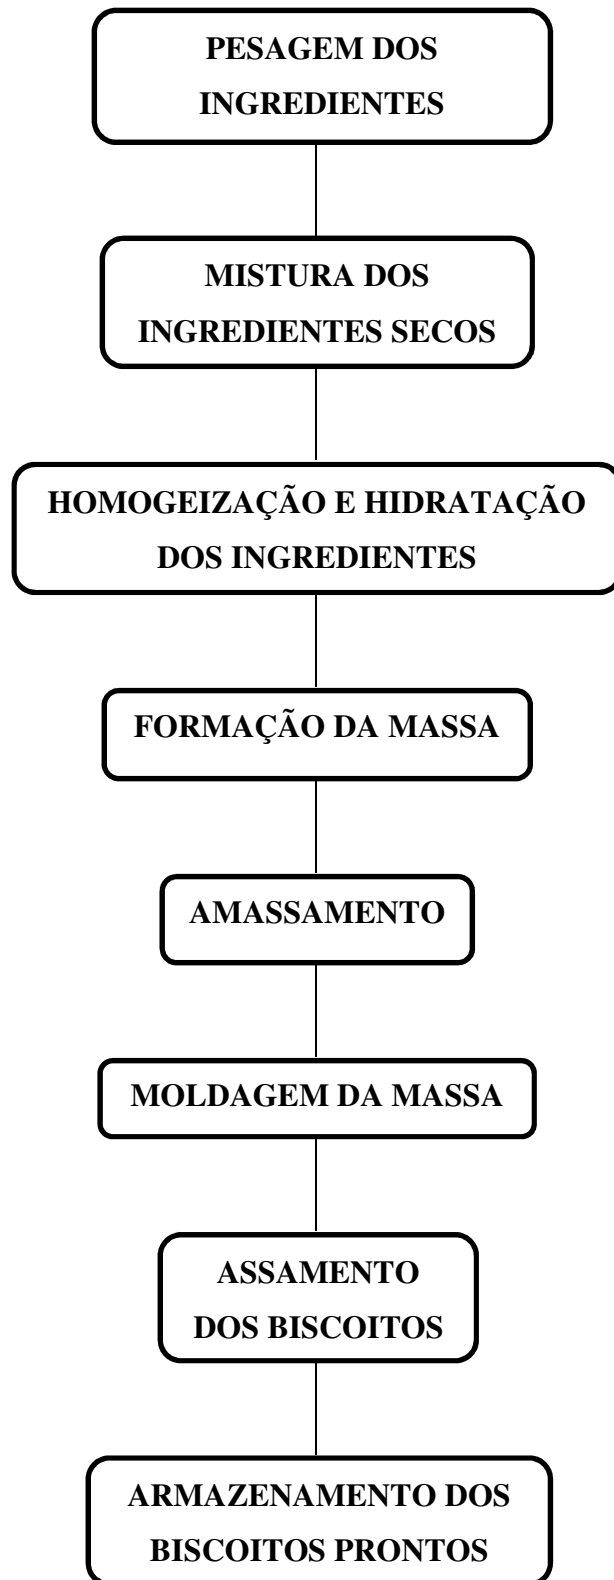 PESAGEM DOS
INGREDIENTES
MISTURA DOS
INGREDIENTES SECOS
HOMOGEIZAÇÃO E HIDRATAÇÃO
DOS INGREDIENTES
FORMAÇÃO DA MASSA
AMASSAMENTO
MOLDAGEM DA MASSA
ASSAMENTO
DOS BISCOITOS
ARMAZENAMENTO DOS
BISCOITOS PRONTOS